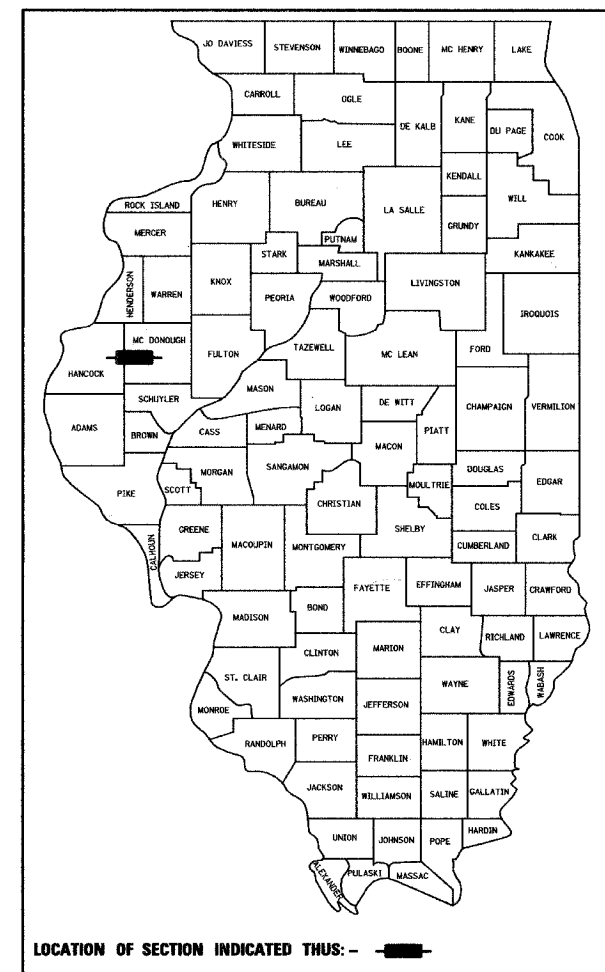 JO DAVIESS STEVENSON WINNEBAGO BOONE MC HENRY LAKE
CARROLL OGLE DE KALB KANE DU PAGE COOK
WHITESIDE LEE KENDALL WILL
ROCK ISLAND HENRY BUREAU LA SALLE GRUNDY
MERCER PUTNAM KANKAKEE
STARK MARSHALL
HENDERSON WARREN KNOX PEORIA WOODFORD LIVINGSTON IROQUOIS
HANCOCK MC DONOUGH FULTON TAZEWELL MC LEAN FORD
SCHUYLER MASON LOGAN DE WITT CHAMPAIGN VERMILION
ADAMS BROWN CASS MENARD MACON PIATT
MORGAN SANGAMON DOUGLAS EDGAR
PIKE SCOTT CHRISTIAN MOULTRIE COLES
GREENE MACOUPIN MONTGOMERY SHELBY CUMBERLAND CLARK
CALHOUN JERSEY FAYETTE EFFINGHAM JASPER CRAWFORD
MADISON BOND CLAY RICHLAND LAWRENCE
CLINTON MARION
ST. CLAIR WASHINGTON JEFFERSON WAYNE EDWARDS WABASH
MONROE
RANDOLPH PERRY FRANKLIN HAMILTON WHITE
JACKSON WILLIAMSON SALINE GALLATIN
UNION JOHNSON POPE HARDIN
ALEXANDER PULASKI MASSAC
LOCATION OF SECTION INDICATED THUS: -